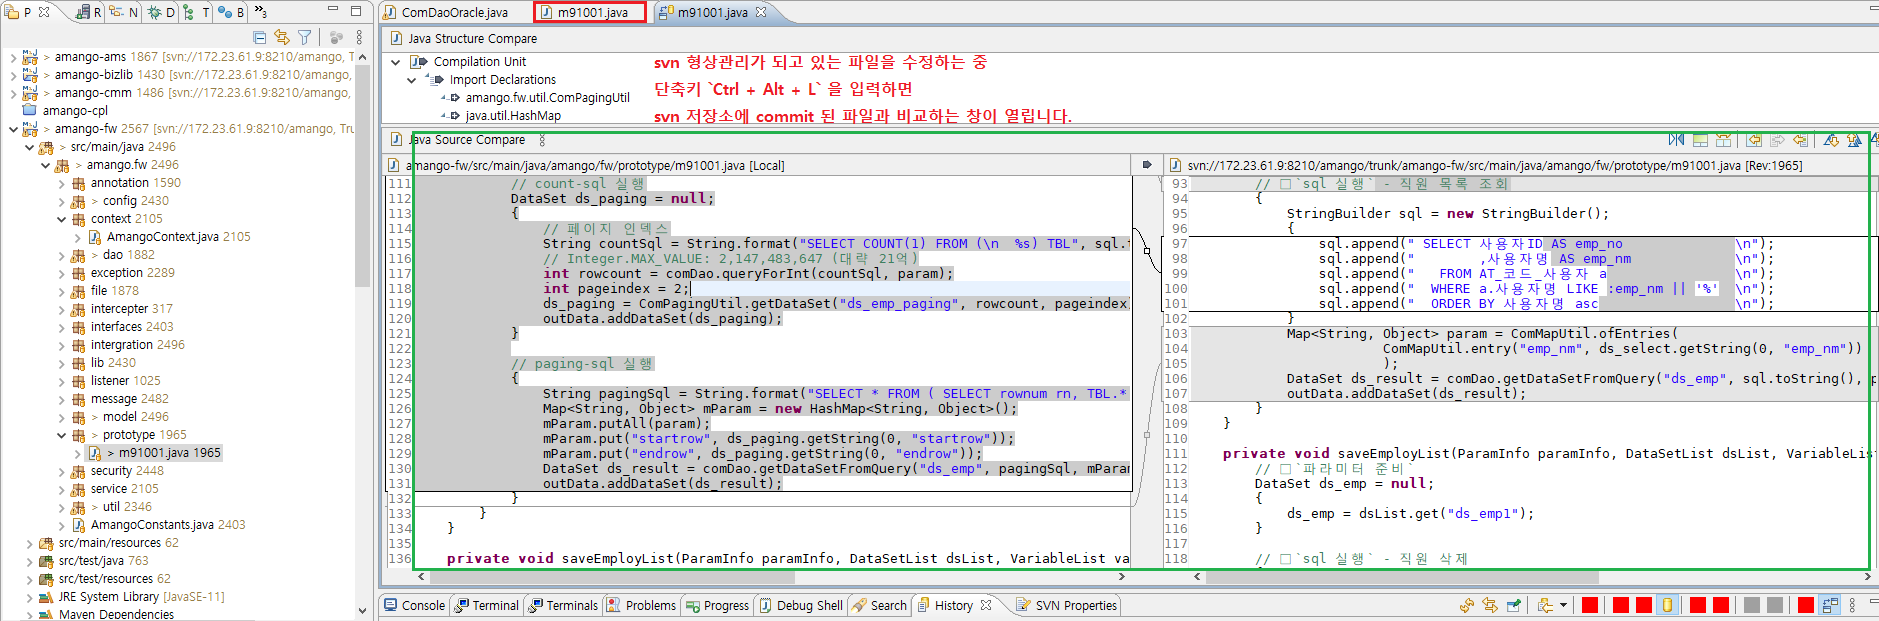 P R N D T B »3
ComDaoOracle.java m91001.java m91001.java
> amango-ams 1867 [svn://172.23.61.9:8210/amango, T
> amango-bizlib 1430 [svn://172.23.61.9:8210/amango,
> amango-cmm 1486 [svn://172.23.61.9:8210/amango,
amango-cpl
> amango-fw 2567 [svn://172.23.61.9:8210/amango, Tru
> src/main/java 2496
> amango.fw 2496
annotation 1590
> config 2430
context 2105
AmangoContext.java 2105
> dao 1882
exception 2289
file 1878
intercepter 317
interfaces 2403
intergration 2496
lib 2430
listener 1025
message 2482
> model 2496
> prototype 1965
> m91001.java 1965
security 2448
service 2105
> util 2346
AmangoConstants.java 2403
src/main/resources 62
src/test/java 763
src/test/resources 62
JRE System Library [JavaSE-11]
Maven Dependencies
Java Structure Compare
Compilation Unit
Import Declarations
amango.fw.util.ComPagingUtil
java.util.HashMap
svn 형상관리가 되고 있는 파일을 수정하는 중
단축키 `Ctrl + Alt + L` 을 입력하면
svn 저장소에 commit 된 파일과 비교하는 창이 열립니다.
Java Source Compare
amango-fw/src/main/java/amango/fw/prototype/m91001.java [Local]
111 // count-sql 실행
112 DataSet ds_paging = null;
113 {
114 // 페이지 인덱스
115 String countSql = String.format("SELECT COUNT(1) FROM (\n %s) TBL", sql.
116 // Integer.MAX_VALUE: 2,147,483,647 (대략 21억)
117 int rowcount = comDao.queryForInt(countSql, param);
118 int pageindex = 2;
119 ds_paging = ComPagingUtil.getDataSet("ds_emp_paging", rowcount, pageindex
120 outData.addDataSet(ds_paging);
121 }
122
123 // paging-sql 실행
124 {
125 String pagingSql = String.format("SELECT * FROM ( SELECT rownum rn, TBL.*
126 Map<String, Object> mParam = new HashMap<String, Object>();
127 mParam.putAll(param);
128 mParam.put("startrow", ds_paging.getString(0, "startrow"));
129 mParam.put("endrow", ds_paging.getString(0, "endrow"));
130 DataSet ds_result = comDao.getDataSetFromQuery("ds_emp", pagingSql, mParam
131 outData.addDataSet(ds_result);
132 }
133 }
134 }
135
136 private void saveEmployList(ParamInfo paramInfo, DataSetList dsList, VariableList va
svn://172.23.61.9:8210/amango/trunk/amango-fw/src/main/java/amango/fw/prototype/m91001.java [Rev:1965]
93 // □`sql 실행` - 직원 목록 조회
94 {
95 StringBuilder sql = new StringBuilder();
96 {
97 sql.append(" SELECT 사용자ID AS emp_no \n");
98 sql.append(" ,사용자명 AS emp_nm \n");
99 sql.append(" FROM AT_코드_사용자 a \n");
100 sql.append(" WHERE a.사용자명 LIKE :emp_nm || '%' \n");
101 sql.append(" ORDER BY 사용자명 asc \n");
102 }
103 Map<String, Object> param = ComMapUtil.ofEntries(
104 ComMapUtil.entry("emp_nm", ds_select.getString(0, "emp_nm"))
105 );
106 DataSet ds_result = comDao.getDataSetFromQuery("ds_emp", sql.toString(), p
107 outData.addDataSet(ds_result);
108 }
109 }
110
111 private void saveEmployList(ParamInfo paramInfo, DataSetList dsList, VariableLis
112 // □`파라미터 준비`
113 DataSet ds_emp = null;
114 {
115 ds_emp = dsList.get("ds_emp1");
116 }
117
118 // □`sql 실행` - 직원 삭제
Console Terminal Terminals Problems Progress Debug Shell Search History SVN Properties